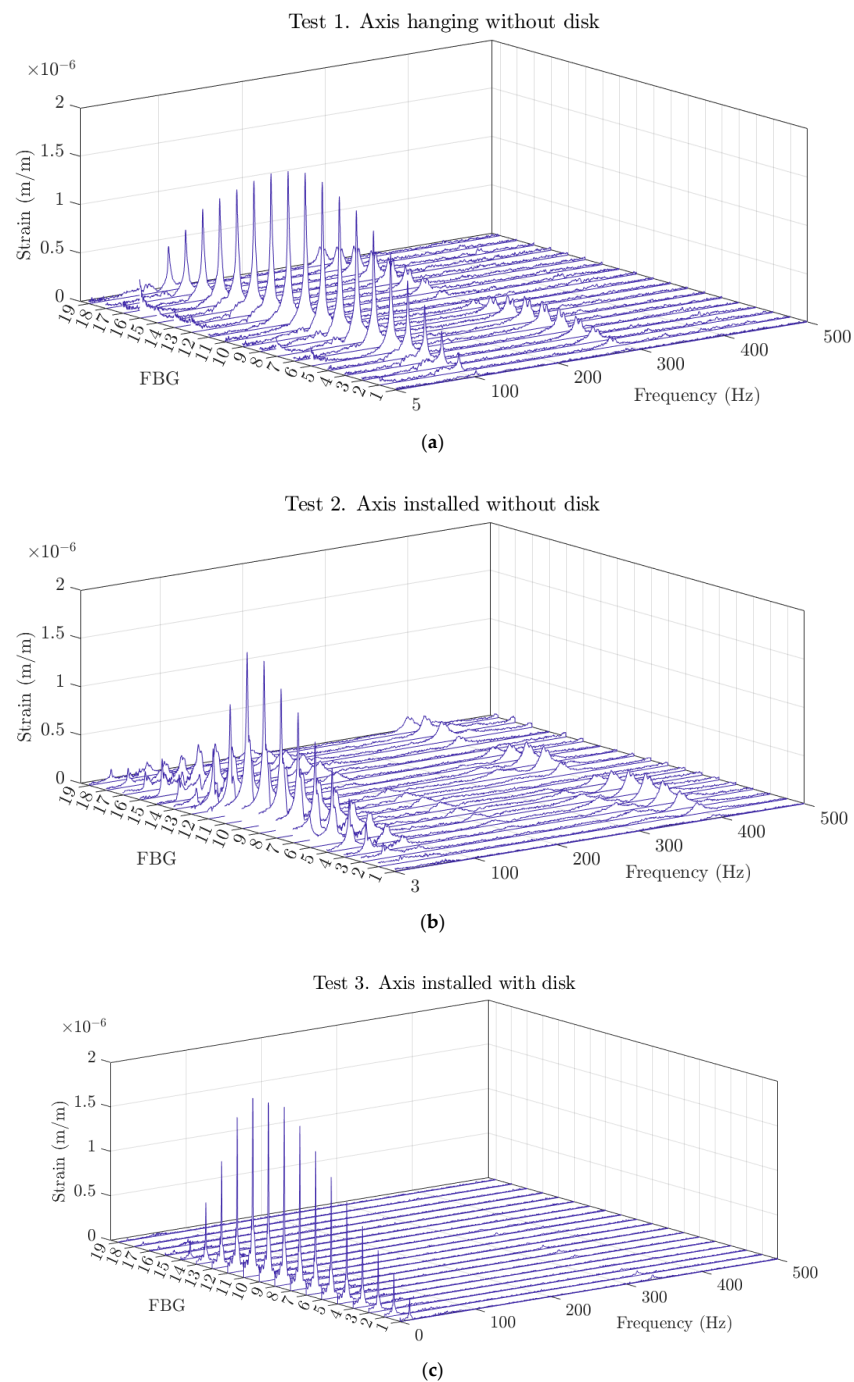 Test 1. Axis hanging without disk
×10⁻⁶
2
1.5
1
0.5
0
Strain (m/m)
19 18 17 16 15 14 13 12 11 10 9 8 7 6 5 4 3 2 1
FBG
5 100 200 300 400 500
Frequency (Hz)
(a)
Test 2. Axis installed without disk
×10⁻⁶
2
1.5
1
0.5
0
Strain (m/m)
19 18 17 16 15 14 13 12 11 10 9 8 7 6 5 4 3 2 1
FBG
3 100 200 300 400 500
Frequency (Hz)
(b)
Test 3. Axis installed with disk
×10⁻⁶
2
1.5
1
0.5
0
Strain (m/m)
19 18 17 16 15 14 13 12 11 10 9 8 7 6 5 4 3 2 1
FBG
0 100 200 300 400 500
Frequency (Hz)
(c)